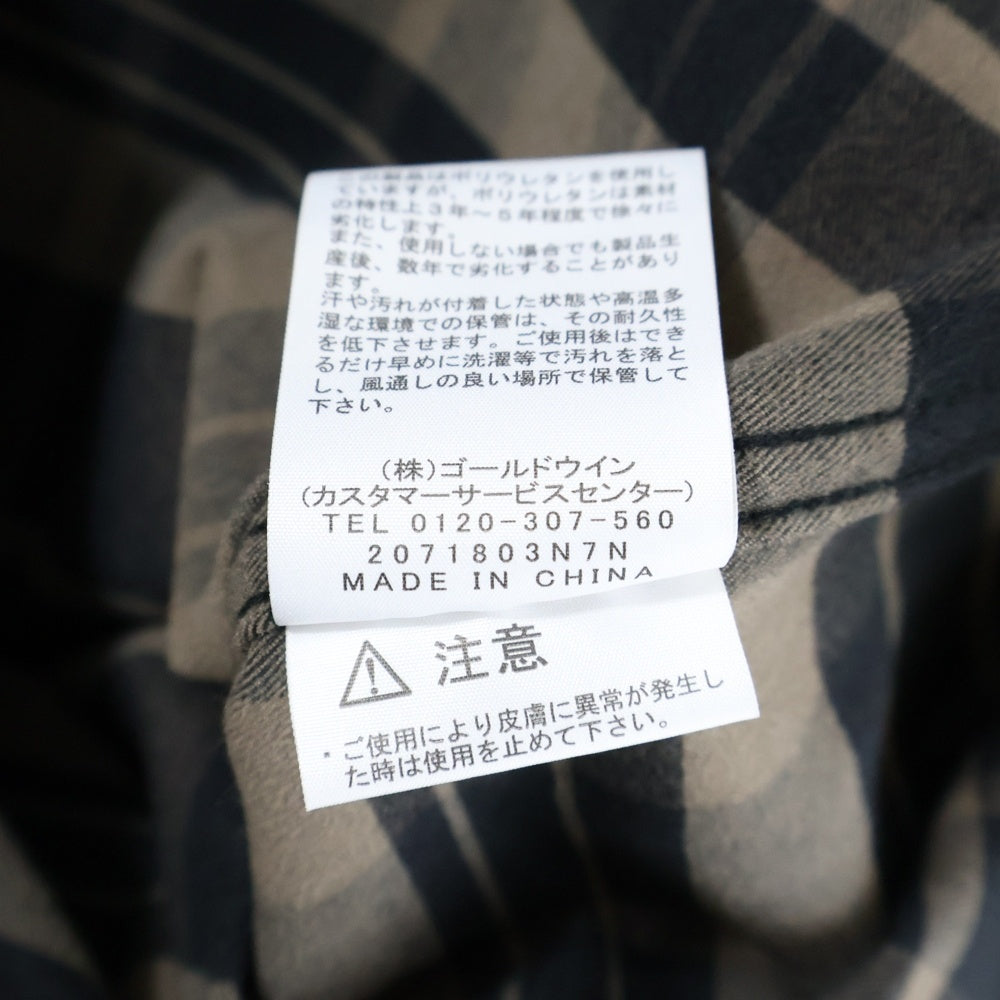 この製品はポリウレタンを使用し
ていますが、ポリウレタンは素材
の特性上3年～5年程度で徐々に
劣化します。
また、使用しない場合でも製品生
産後、数年で劣化することがあり
ます。
汗や汚れが付着した状態や高温多
湿な環境での保管は、その耐久性
を低下させます。ご使用後はでき
るだけ早めに洗濯等で汚れを落と
し、風通しの良い場所で保管して
下さい。
(株)ゴールドウイン
(カスタマーサービスセンター)
TEL 0120-307-560
2071803N7N
MADE IN CHINA
注意
・ご使用により皮膚に異常が発生し
た時は使用を止めて下さい。